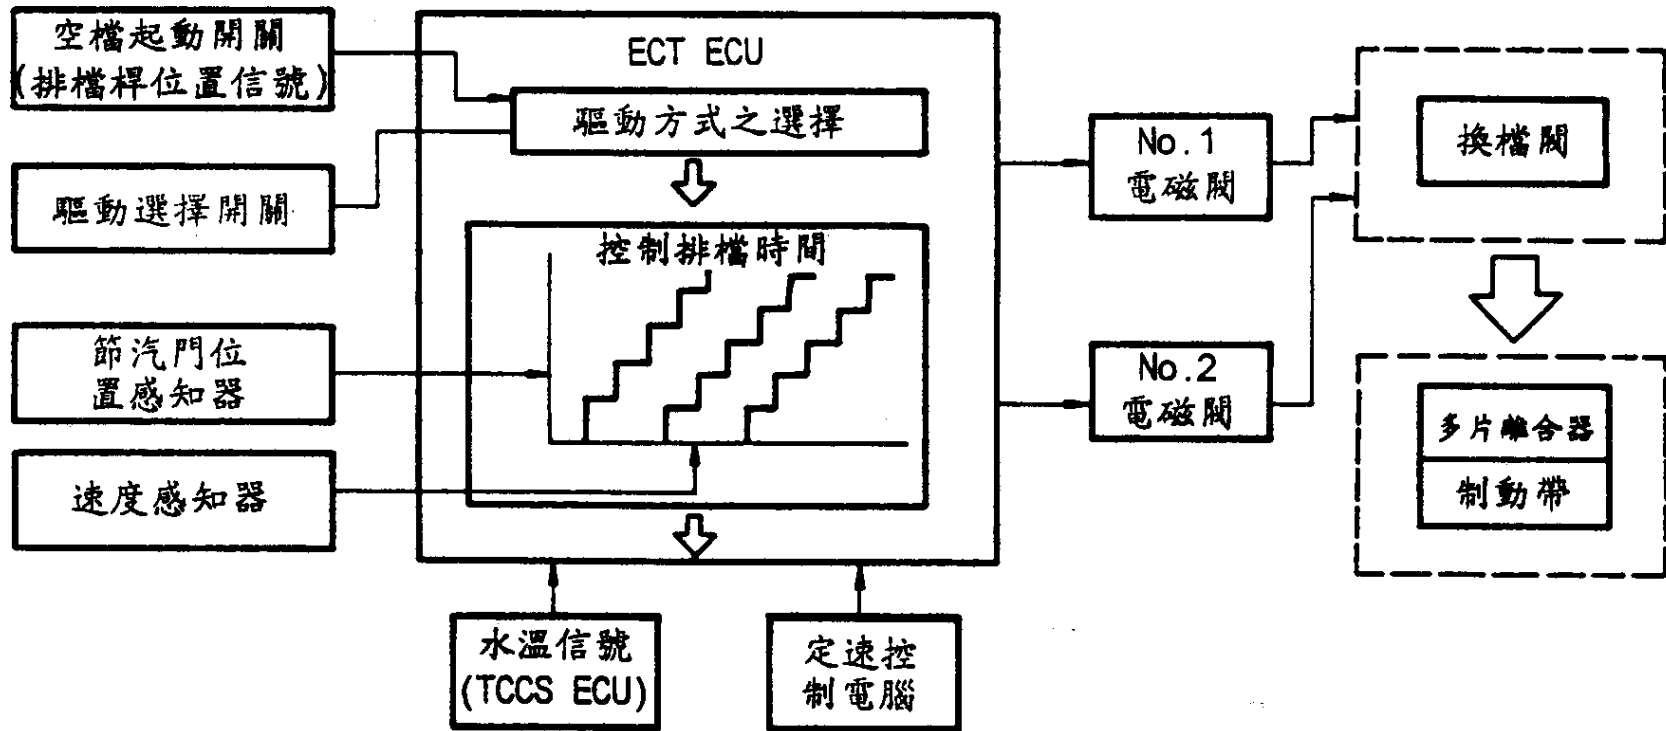 空檔起動開關
(排檔桿位置信號)
驅動選擇開關
節汽門位
置感知器
速度感知器
ECT ECU
驅動方式之選擇
控制排檔時間
水溫信號
(TCCS ECU)
定速控
制電腦
No.1
電磁閥
No.2
電磁閥
換檔閥
多片離合器
制動帶